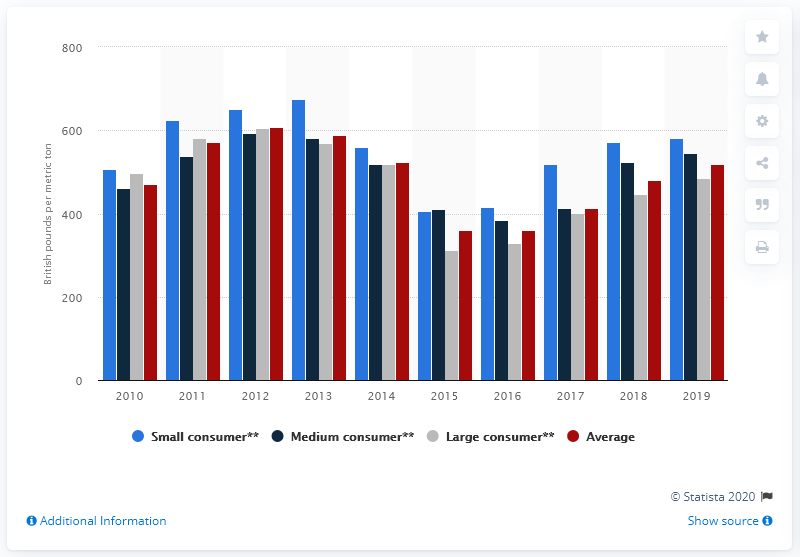 800
600
400
200
0
British pounds per metric ton
2010 2011 2012 2013 2014 2015 2016 2017 2018 2019
Small consumer** Medium consumer** Large consumer** Average
© Statista 2020
Additional Information
Show source